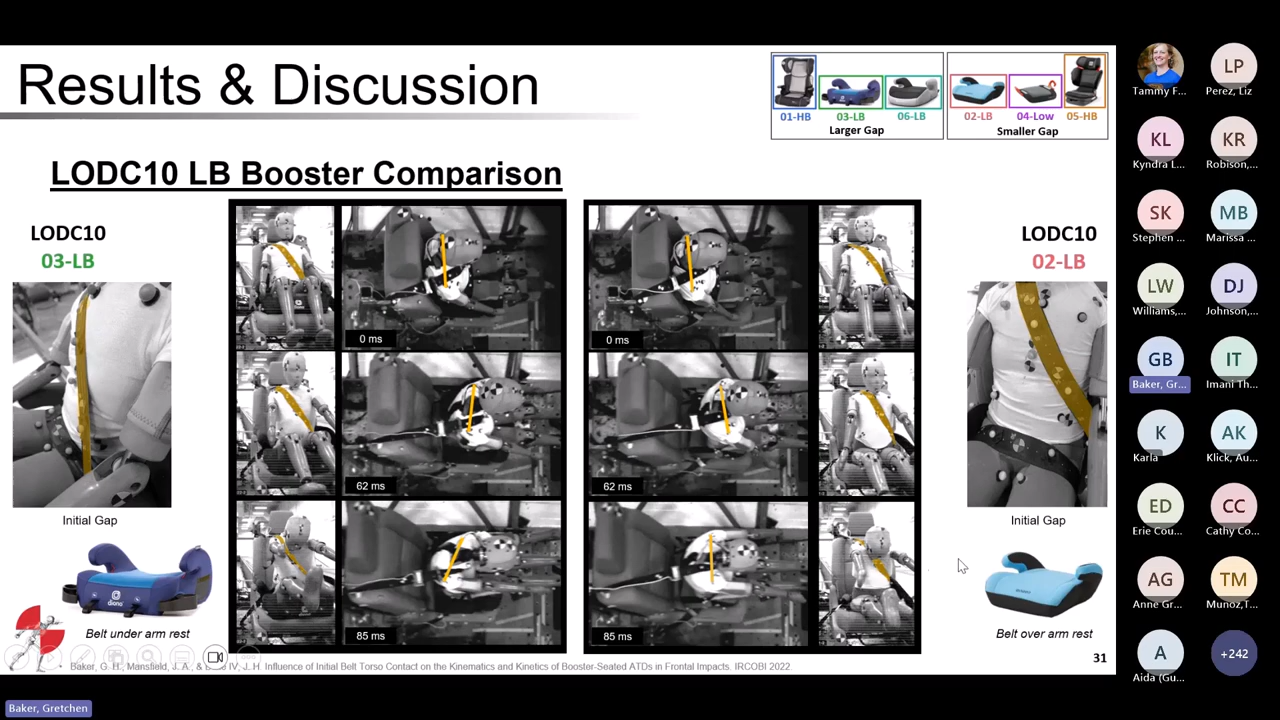 Results & Discussion
01-HB
03-LB
06-LB
Larger Gap
02-LB
04-Low
05-HB
Smaller Gap
LODC10 LB Booster Comparison
LODC10
03-LB
Initial Gap
diono
Belt under arm rest
0 ms
62 ms
85 ms
0 ms
62 ms
85 ms
LODC10
02-LB
Initial Gap
Belt over arm rest
Baker, G. H., Mansfield, J. A., & IV, J. H. Influence of Initial Belt Torso Contact on the Kinematics and Kinetics of Booster-Seated ATDs in Frontal Impacts. IRCOBI 2022.
31
Tammy F...
LP
Perez, Liz
KL
Kyndra L...
KR
Robison,...
SK
Stephen ...
MB
Marissa ...
LW
Williams,...
DJ
Johnson,...
GB
Baker, Gr...
IT
Imani Th...
K
Karla
AK
Klick, Au...
ED
Erie Cou...
CC
Cathy Co...
AG
Anne Gr...
TM
Munoz,T...
A
Aida (Gu...
+242
Baker, Gretchen